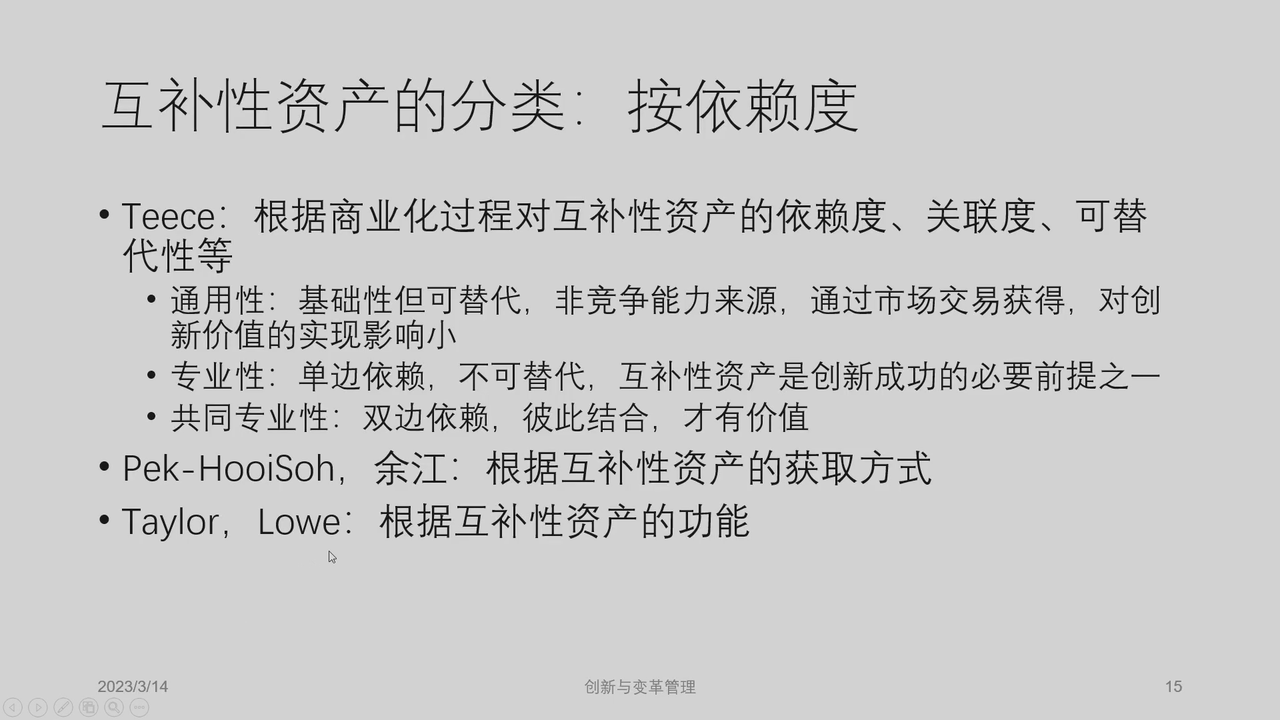 互补性资产的分类：按依赖度
• Teece：根据商业化过程对互补性资产的依赖度、关联度、可替
代性等
• 通用性：基础性但可替代，非竞争能力来源，通过市场交易获得，对创
新价值的实现影响小
• 专业性：单边依赖，不可替代，互补性资产是创新成功的必要前提之一
• 共同专业性：双边依赖，彼此结合，才有价值
• Pek-HooiSoh，余江：根据互补性资产的获取方式
• Taylor，Lowe：根据互补性资产的功能
2023/3/14
创新与变革管理
15